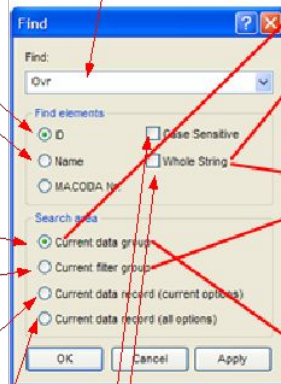 Find
Find:
Ovr
Find elements
ID
Case Sensitive
Name
Whole String
MACODA Nr.
Search area
Current data group
Current filter group
Current data record (current options)
Current data record (all options)
OK Cancel Apply